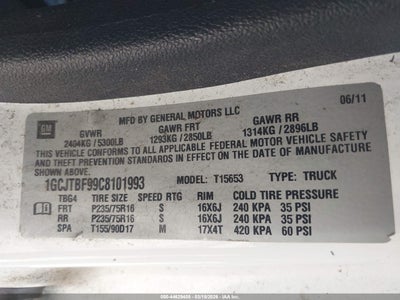 MFD BY GENERAL MOTORS LLC
06/11
GM
GVWR GAWR FRT GAWR RR
2404KG / 5300LB 1293KG / 2850LB 1314KG / 2896LB
THIS VEHICLE CONFORMS TO ALL APPLICABLE U.S. FEDERAL MOTOR VEHICLE
SAFETY AND THEFT PREVENTION STANDARDS IN EFFECT ON THE DATE OF
MANUFACTURE SHOWN ABOVE.
1GCJTBF99C8101993 MODEL: T15653 TYPE: TRUCK
TBG4 TIRE SIZE SPEED RTG RIM COLD TIRE PRESSURE
FRT P235/75R16 S 16X6J 240 KPA 35 PSI
RR P235/75R16 S 16X6J 240 KPA 35 PSI
SPA T155/90D17 M 17X4T 420 KPA 60 PSI